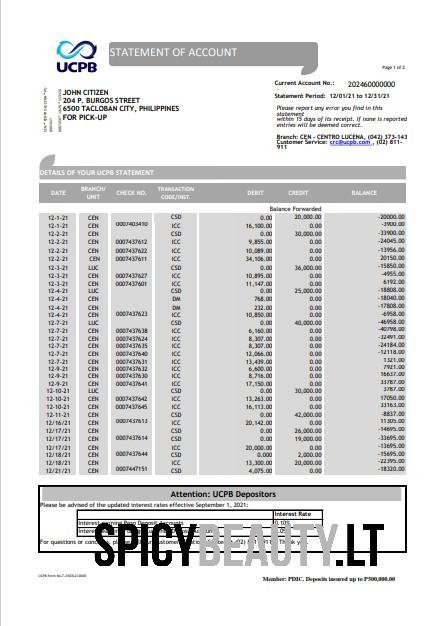 UCPB
STATEMENT OF ACCOUNT
Page 1 of 2
JOHN CITIZEN
204 P. BURGOS STREET
6500 TACLOBAN CITY, PHILIPPINES
FOR PICK-UP
Current Account No.: 202460000000
Statement Period: 12/01/21 to 12/31/21
Please report any error you find in this
statement
within 15 days of its receipt. If none is reported
entries will be deemed correct.
Branch: CEN - CENTRO LUCENA, (042) 373-143
Customer Service: crc@ucpb.com , (02) 811-
911
DETAILS OF YOUR UCPB STATEMENT
DATE BRANCH/ UNIT CHECK NO. TRANSACTION CODE/INST. DEBIT CREDIT BALANCE
Balance Forwarded
12-1-21 CEN CSD 0.00 20,000.00 -20000.00
12-1-21 CEN 0007403410 ICC 16,100.00 0.00 -3900.00
12-2-21 CEN CSD 0.00 30,000.00 -33900.00
12-2-21 CEN 0007437612 ICC 9,855.00 0.00 -24045.00
12-2-21 CEN 0007437622 ICC 10,089.00 0.00 -13956.00
12-2-21 CEN 0007437611 ICC 34,106.00 0.00 20150.00
12-3-21 LUC CSD 0.00 36,000.00 -15850.00
12-3-21 CEN 0007437627 ICC 10,895.00 0.00 -4955.00
12-3-21 CEN 0007437601 ICC 11,147.00 0.00 6192.00
12-4-21 LUC CSD 0.00 25,000.00 -18808.00
12-4-21 CEN DM 768.00 0.00 -18040.00
12-4-21 CEN DM 232.00 0.00 -17808.00
12-4-21 CEN 0007437623 ICC 10,850.00 0.00 -6958.00
12-7-21 LUC CSD 0.00 40,000.00 -46958.00
12-7-21 CEN 0007437638 ICC 6,160.00 0.00 -40798.00
12-7-21 CEN 0007437624 ICC 8,307.00 0.00 -32491.00
12-7-21 CEN 0007437635 ICC 8,307.00 0.00 -24184.00
12-7-21 CEN 0007437640 ICC 12,066.00 0.00 -12118.00
12-7-21 CEN 0007437631 ICC 13,439.00 0.00 1321.00
12-9-21 CEN 0007437632 ICC 6,600.00 0.00 7921.00
12-9-21 CEN 0007437630 ICC 8,716.00 0.00 16637.00
12-9-21 CEN 0007437641 ICC 17,150.00 0.00 33787.00
12-10-21 LUC CSD 0.00 30,000.00 3787.00
12-10-21 CEN 0007437642 ICC 13,263.00 0.00 17050.00
12-10-21 CEN 0007437645 ICC 16,113.00 0.00 33163.00
12-11-21 CEN CSD 0.00 42,000.00 -8837.00
12/16/21 CEN 0007437613 ICC 20,142.00 0.00 11305.00
12/17/21 CEN CSD 0.00 26,000.00 -14695.00
12/17/21 CEN 0007437614 CSD 0.00 19,000.00 -33695.00
12/17/21 CEN ICC 20,000.00 0.00 -13695.00
12/18/21 CEN 0007437644 CSD 0.000 2,000.00 -15695.00
12/18/21 CEN ICC 13,300.00 20,000.00 -22395.00
12/21/21 CEN 0007447151 CSD 4,075.00 0.00 -18320.00
Attention: UCPB Depositors
Please be advised of the updated interest rates effective September 1, 2021:
Interest Rate
For questions or
SPICYBEAUTY.LT
Member: PDIC. Deposits insured up to P500,000.00